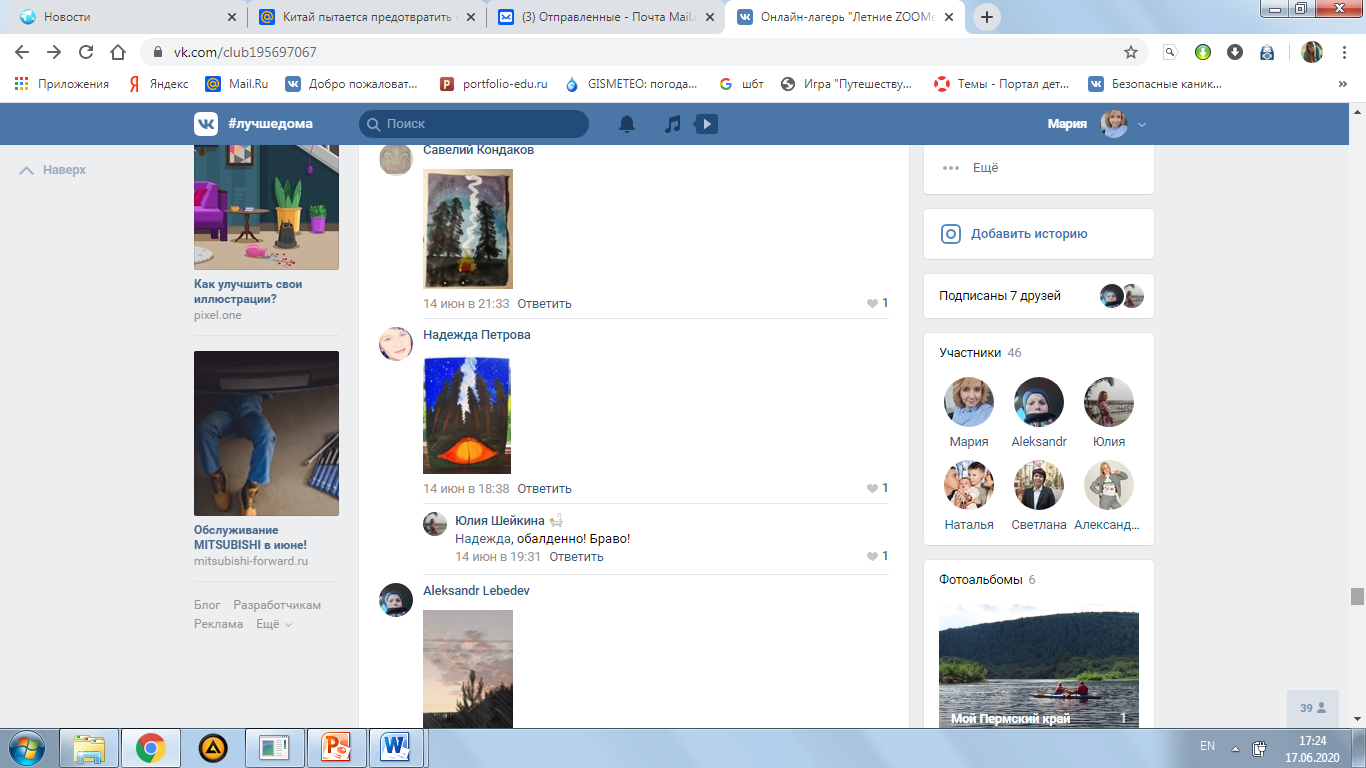 Новости
Китай пытается предотвратить
(3) Отправленные - Почта Mail.
Онлайн-лагерь "Летние ZOOM
vk.com/club195697067
Приложения
Яндекс
Mail.Ru
Добро пожаловат...
portfolio-edu.ru
GISMETEO: погода...
шбт
Игра "Путешеству...
Темы - Портал дет...
Безопасные каник...
»
#лучшедома
Поиск
Мария
Наверх
Как улучшить свои
иллюстрации?
pixel.one
Обслуживание
MITSUBISHI в июне!
mitsubishi-forward.ru
Блог Разработчикам
Реклама Ещё
Савелий Кондаков
14 июн в 21:33 Ответить
1
Надежда Петрова
14 июн в 18:38 Ответить
1
Юлия Шейкина
Надежда, обалденно! Браво!
14 июн в 19:31 Ответить
1
Aleksandr Lebedev
Ещё
Добавить историю
Подписаны 7 друзей
Участники 46
Мария Aleksandr Юлия
Наталья Светлана Александ...
Фотоальбомы 6
Мой Пермский край 1
39
EN
17:24
17.06.2020